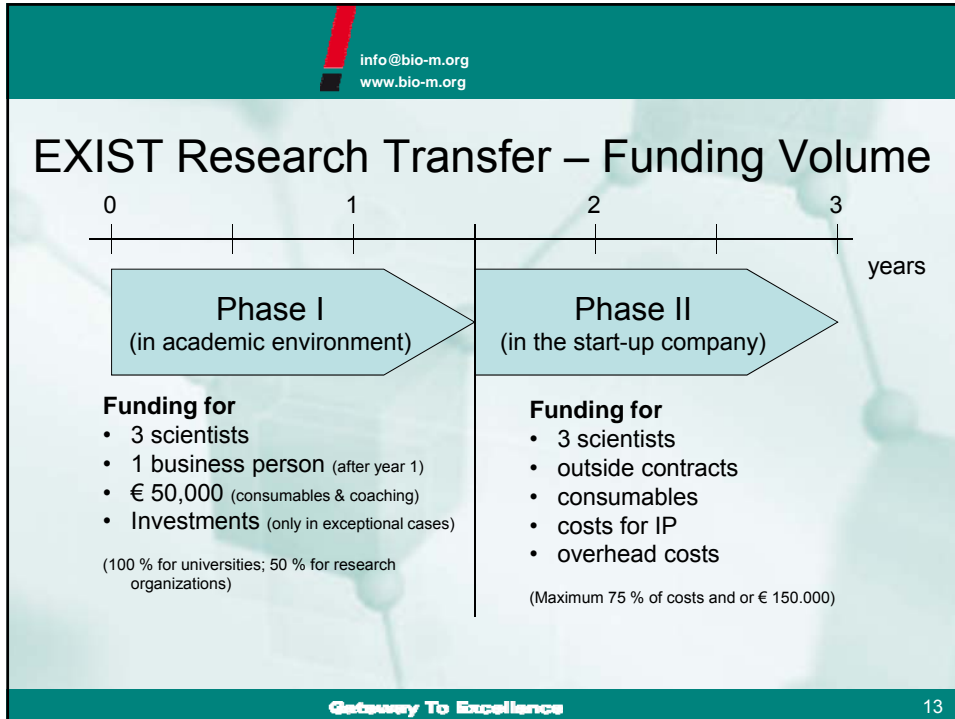 info@bio-m.org
www.bio-m.org
EXIST Research Transfer – Funding Volume
0 1 2 3
years
Phase I
(in academic environment)
Phase II
(in the start-up company)
Funding for
• 3 scientists
• 1 business person (after year 1)
• € 50,000 (consumables & coaching)
• Investments (only in exceptional cases)
(100 % for universities; 50 % for research
organizations)
Funding for
• 3 scientists
• outside contracts
• consumables
• costs for IP
• overhead costs
(Maximum 75 % of costs and or € 150.000)
Gateway To Excellence
13